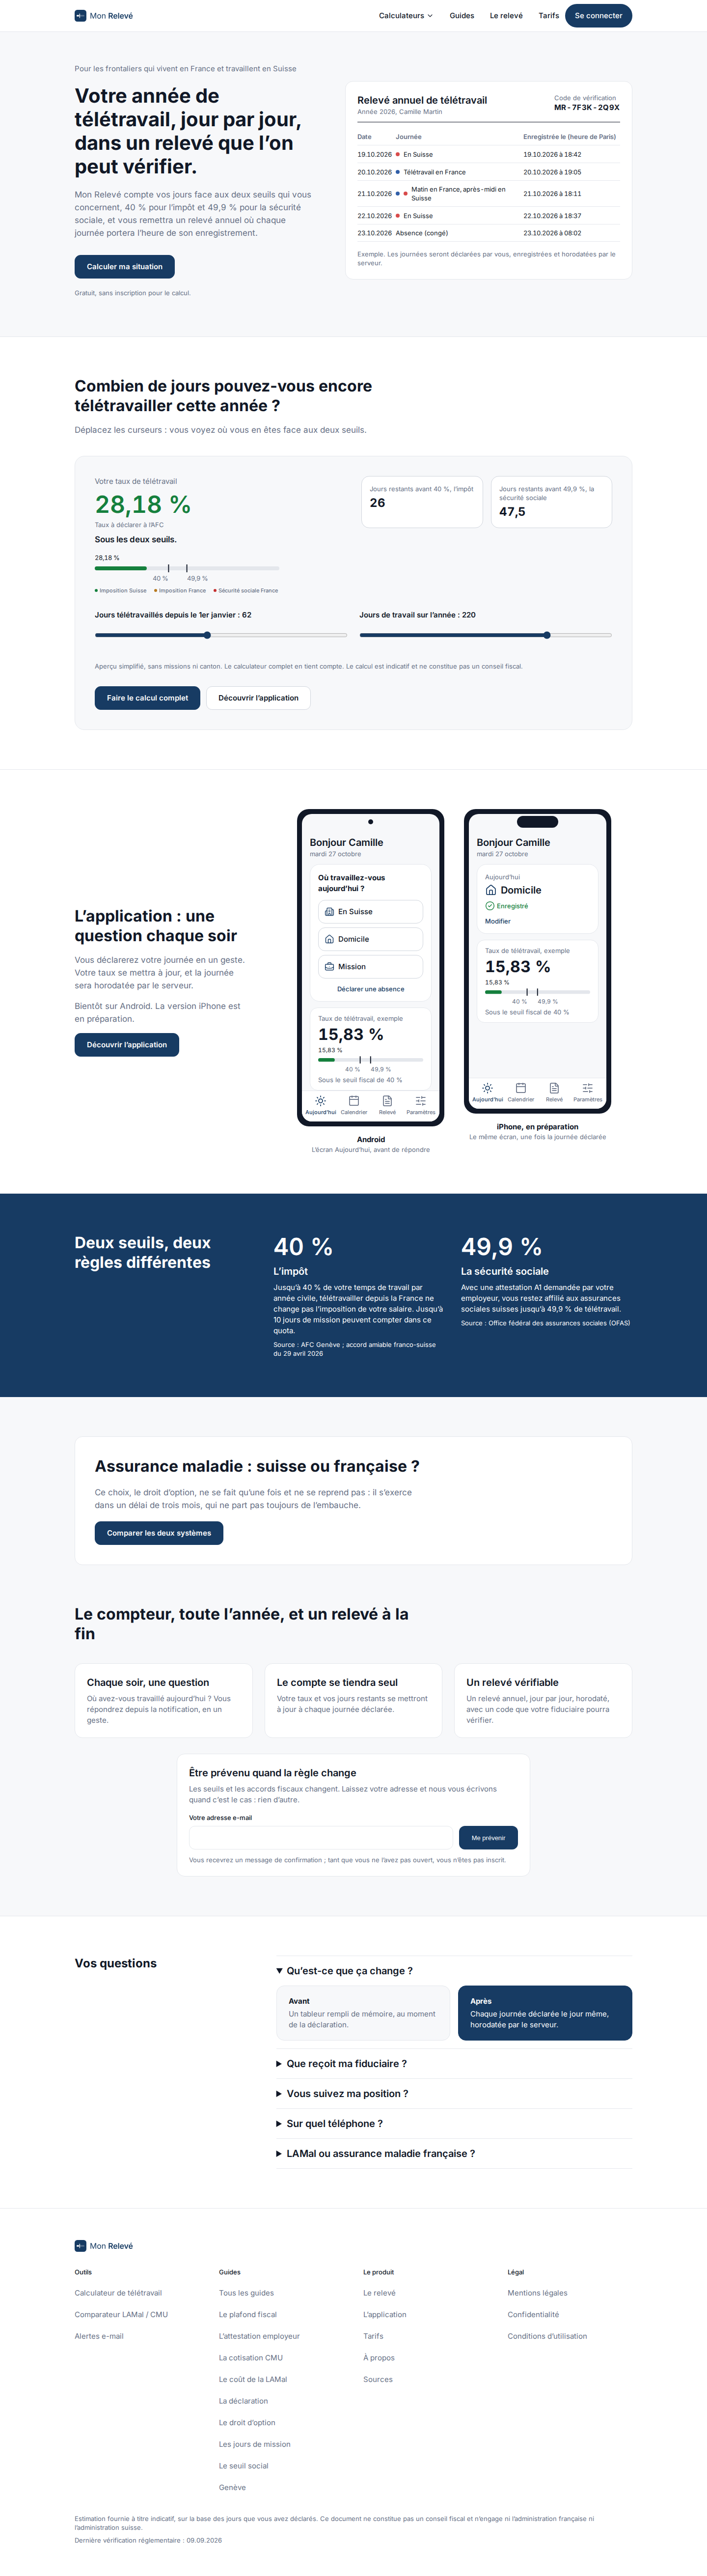 Mon Relevé
Calculateurs
Guides
Le relevé
Tarifs
Se connecter
Pour les frontaliers qui vivent en France et travaillent en Suisse
Votre année de
télétravail, jour par jour,
dans un relevé que l’on
peut vérifier.
Mon Relevé compte vos jours face aux deux seuils qui vous
concernent, 40 % pour l’impôt et 49,9 % pour la sécurité
sociale, et vous remettra un relevé annuel où chaque
journée portera l’heure de son enregistrement.
Calculer ma situation
Gratuit, sans inscription pour le calcul.
Relevé annuel de télétravail
Année 2026, Camille Martin
Code de vérification
MR-7F3K-2Q9X
Date Journée Enregistrée le (heure de Paris)
19.10.2026 En Suisse 19.10.2026 à 18:42
20.10.2026 Télétravail en France 20.10.2026 à 19:05
21.10.2026 Matin en France, après-midi en
Suisse 21.10.2026 à 18:11
22.10.2026 En Suisse 22.10.2026 à 18:37
23.10.2026 Absence (congé) 23.10.2026 à 08:02
Exemple. Les journées seront déclarées par vous, enregistrées et horodatées par le
serveur.
Combien de jours pouvez-vous encore
télétravailler cette année ?
Déplacez les curseurs : vous voyez où vous en êtes face aux deux seuils.
Votre taux de télétravail
28,18 %
Taux à déclarer à l’AFC
Sous les deux seuils.
28,18 %
40 % 49,9 %
Imposition Suisse Imposition France Sécurité sociale France
Jours restants avant 40 %, l’impôt
26
Jours restants avant 49,9 %, la
sécurité sociale
47,5
Jours télétravaillés depuis le 1er janvier : 62
Jours de travail sur l’année : 220
Aperçu simplifié, sans missions ni canton. Le calculateur complet en tient compte. Le calcul est indicatif et ne constitue pas un conseil fiscal.
Faire le calcul complet
Découvrir l’application
L’application : une
question chaque soir
Vous déclarerez votre journée en un geste.
Votre taux se mettra à jour, et la journée
sera horodatée par le serveur.
Bientôt sur Android. La version iPhone est
en préparation.
Découvrir l’application
Bonjour Camille
mardi 27 octobre
Où travaillez-vous
aujourd’hui ?
En Suisse
Domicile
Mission
Déclarer une absence
Taux de télétravail, exemple
15,83 %
15,83 %
40 % 49,9 %
Sous le seuil fiscal de 40 %
Aujourd’hui Calendrier Relevé Paramètres
Android
L’écran Aujourd’hui, avant de répondre
Bonjour Camille
mardi 27 octobre
Aujourd’hui
Domicile
Enregistré
Modifier
Taux de télétravail, exemple
15,83 %
15,83 %
40 % 49,9 %
Sous le seuil fiscal de 40 %
Aujourd’hui Calendrier Relevé Paramètres
iPhone, en préparation
Le même écran, une fois la journée déclarée
Deux seuils, deux
règles différentes
40 %
L’impôt
Jusqu’à 40 % de votre temps de travail par
année civile, télétravailler depuis la France ne
change pas l’imposition de votre salaire. Jusqu’à
10 jours de mission peuvent compter dans ce
quota.
Source : AFC Genève ; accord amiable franco-suisse
du 29 avril 2026
49,9 %
La sécurité sociale
Avec une attestation A1 demandée par votre
employeur, vous restez affilié aux assurances
sociales suisses jusqu’à 49,9 % de télétravail.
Source : Office fédéral des assurances sociales (OFAS)
Assurance maladie : suisse ou française ?
Ce choix, le droit d’option, ne se fait qu’une fois et ne se reprend pas : il s’exerce
dans un délai de trois mois, qui ne part pas toujours de l’embauche.
Comparer les deux systèmes
Le compteur, toute l’année, et un relevé à la
fin
Chaque soir, une question
Où avez-vous travaillé aujourd’hui ? Vous
répondrez depuis la notification, en un
geste.
Le compte se tiendra seul
Votre taux et vos jours restants se mettront
à jour à chaque journée déclarée.
Un relevé vérifiable
Un relevé annuel, jour par jour, horodaté,
avec un code que votre fiduciaire pourra
vérifier.
Être prévenu quand la règle change
Les seuils et les accords fiscaux changent. Laissez votre adresse et nous vous écrivons
quand c’est le cas : rien d’autre.
Votre adresse e-mail
Me prévenir
Vous recevrez un message de confirmation ; tant que vous ne l’avez pas ouvert, vous n’êtes pas inscrit.
Vos questions
Qu’est-ce que ça change ?
Avant
Un tableur rempli de mémoire, au moment
de la déclaration.
Après
Chaque journée déclarée le jour même,
horodatée par le serveur.
Que reçoit ma fiduciaire ?
Vous suivez ma position ?
Sur quel téléphone ?
LAMal ou assurance maladie française ?
Mon Relevé
Outils
Calculateur de télétravail
Comparateur LAMal / CMU
Alertes e-mail
Guides
Tous les guides
Le plafond fiscal
L’attestation employeur
La cotisation CMU
Le coût de la LAMal
La déclaration
Le droit d’option
Les jours de mission
Le seuil social
Genève
Le produit
Le relevé
L’application
Tarifs
À propos
Sources
Légal
Mentions légales
Confidentialité
Conditions d’utilisation
Estimation fournie à titre indicatif, sur la base des jours que vous avez déclarés. Ce document ne constitue pas un conseil fiscal et n’engage ni l’administration française ni
l’administration suisse.
Dernière vérification réglementaire : 09.09.2026